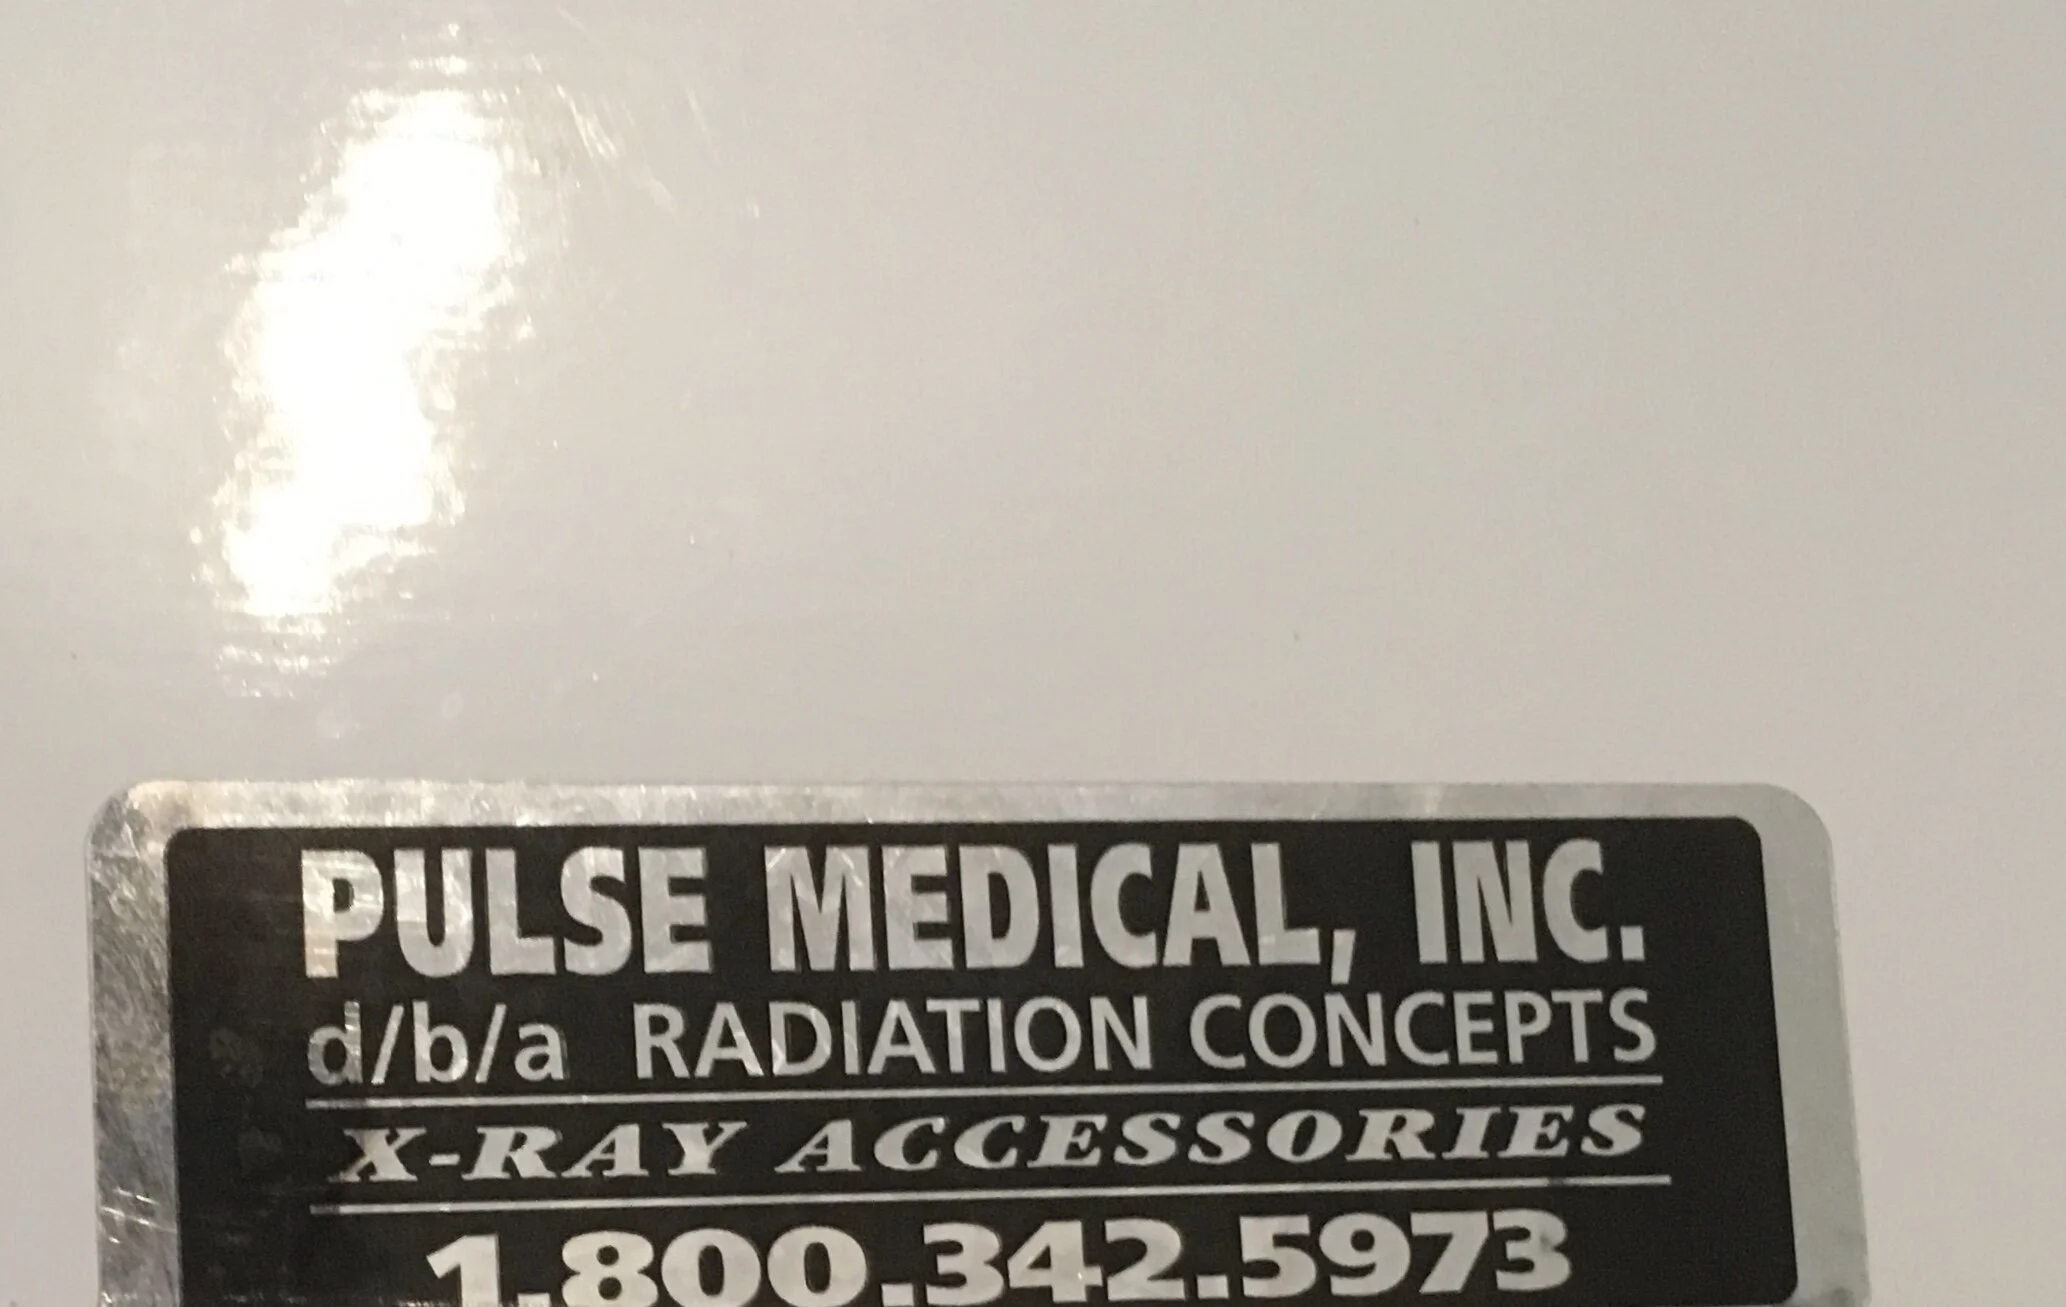 PULSE MEDICAL, INC.
d/b/a RADIATION CONCEPTS
X-RAY ACCESSORIES
1.800.342.5973